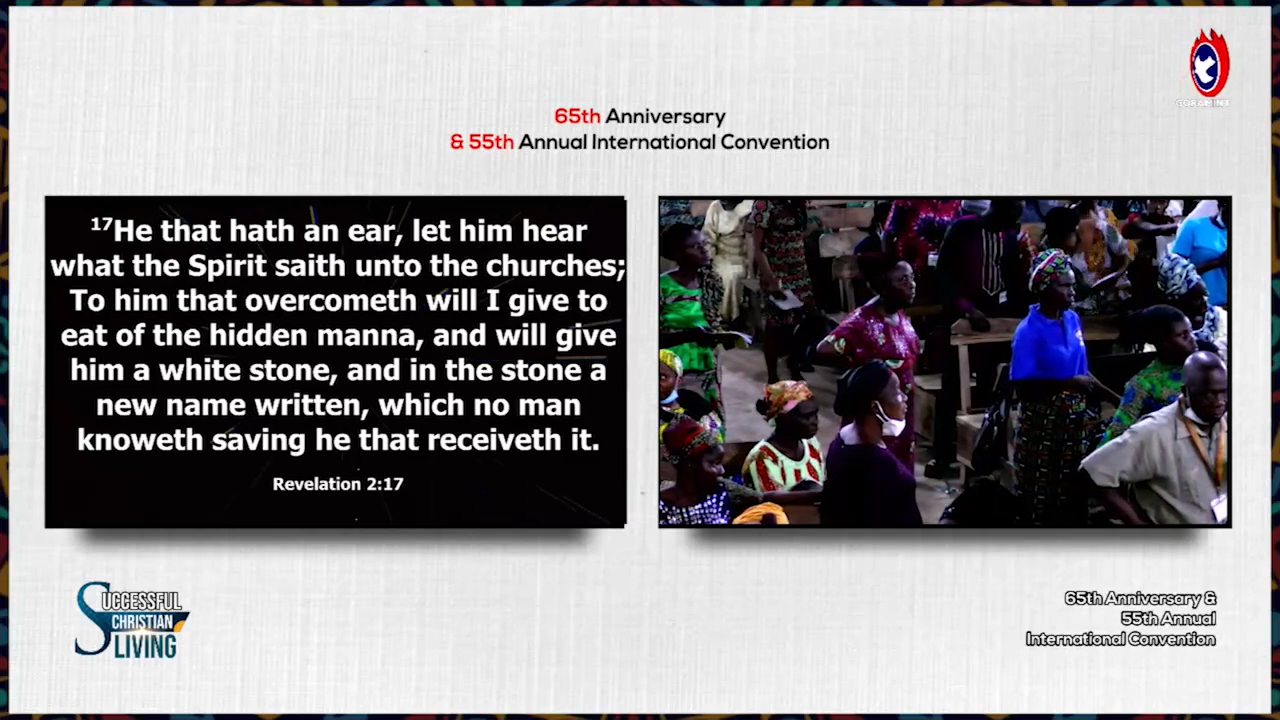 65th Anniversary
& 55th Annual International Convention
17He that hath an ear, let him hear
what the Spirit saith unto the churches;
To him that overcometh will I give to
eat of the hidden manna, and will give
him a white stone, and in the stone a
new name written, which no man
knoweth saving he that receiveth it.
Revelation 2:17
SUCCESSFUL
CHRISTIAN
LIVING
65th Anniversary &
55th Annual
International Convention